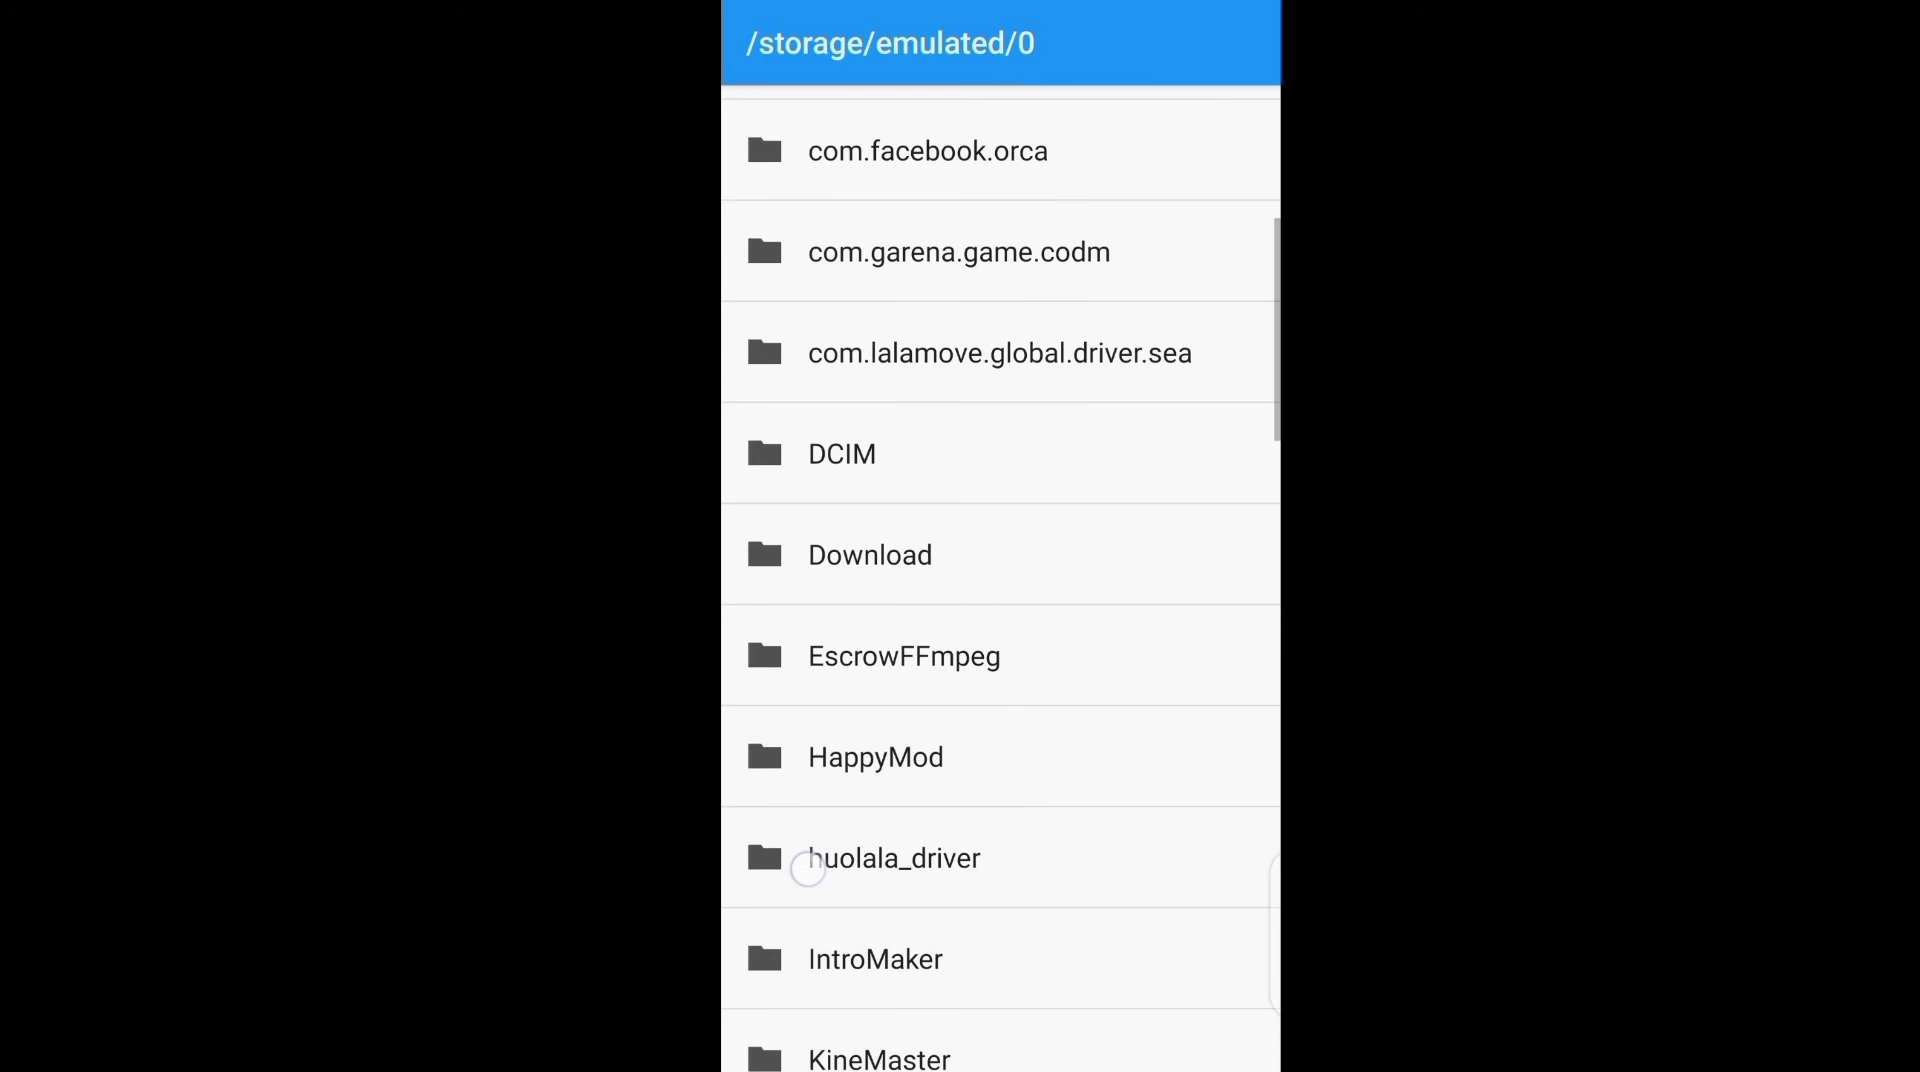 /storage/emulated/0
com.facebook.orca
com.garena.game.codm
com.lalamove.global.driver.sea
DCIM
Download
EscrowFFmpeg
HappyMod
huolala_driver
IntroMaker
KineMaster